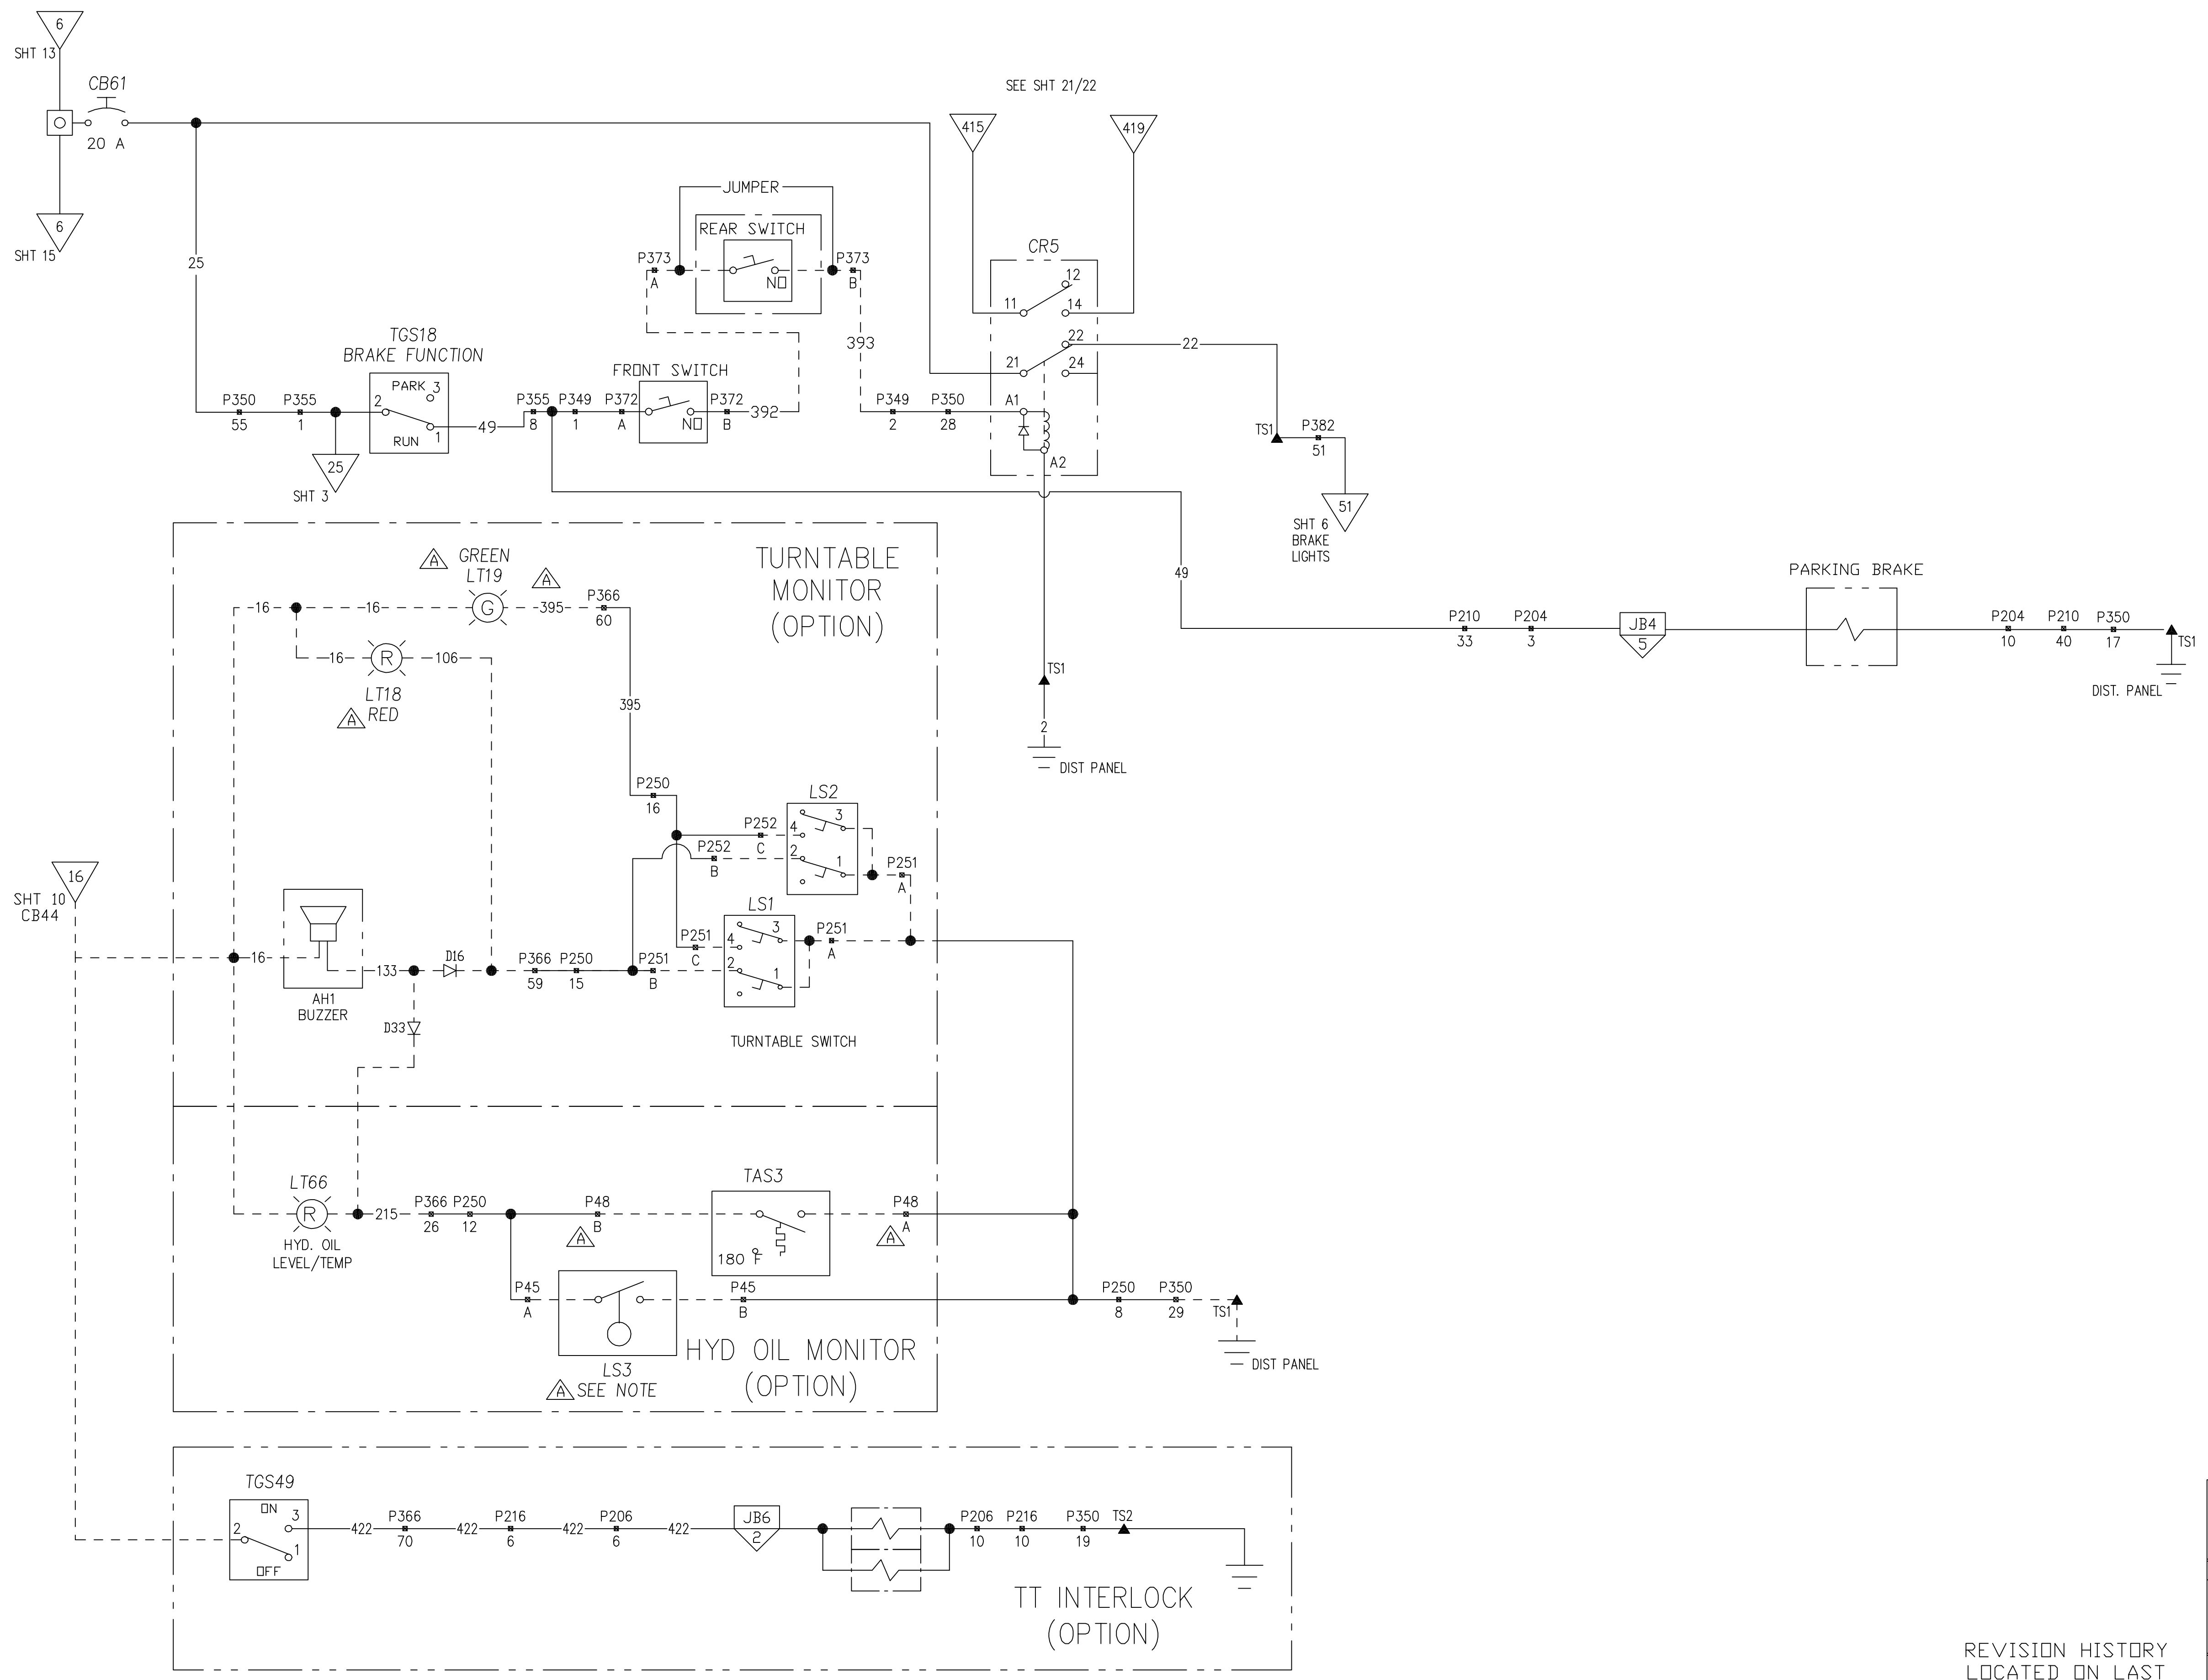 6
SHT 13
CB61
20 A
6
SHT 15
25
SEE SHT 21/22
415
419
JUMPER
REAR SWITCH
P373
A
NO
P373
B
CR5
12
11
14
22
21
24
22
A1
A2
393
TGS18
BRAKE FUNCTION
PARK
3
2
1
RUN
P350
55
P355
1
25
SHT 3
49
P355
8
P349
1
FRONT SWITCH
P372
A
NO
P372
B
392
P349
2
P350
28
TS1
P382
51
51
SHT 6
BRAKE
LIGHTS
49
PARKING BRAKE
P210
33
P204
3
JB4
5
P204
10
P210
40
P350
17
TS1
DIST. PANEL
TS1
2
DIST PANEL
TURNTABLE
MONITOR
(OPTION)
A
GREEN
LT19
A
16
16
G
395
P366
60
16
R
106
LT18
RED
A
395
P250
16
LS2
P252
C
4
3
P252
B
2
1
P251
A
LS1
P251
C
4
3
P251
A
P251
B
2
1
TURNTABLE SWITCH
16
SHT 10
CB44
16
133
D16
P366
59
P250
15
AH1
BUZZER
D33
LT66
R
215
HYD. OIL
LEVEL/TEMP
P366
26
P250
12
P48
B
A
TAS3
180 °F
P48
A
A
P45
A
P45
B
LS3
A
SEE NOTE
HYD OIL MONITOR
(OPTION)
P250
8
P350
29
TS1
DIST PANEL
TGS49
ON
3
2
1
OFF
422
P366
70
422
P216
6
422
P206
6
422
JB6
2
P206
10
P216
10
P350
19
TS2
TT INTERLOCK
(OPTION)
REVISION HISTORY
LOCATED ON LAST